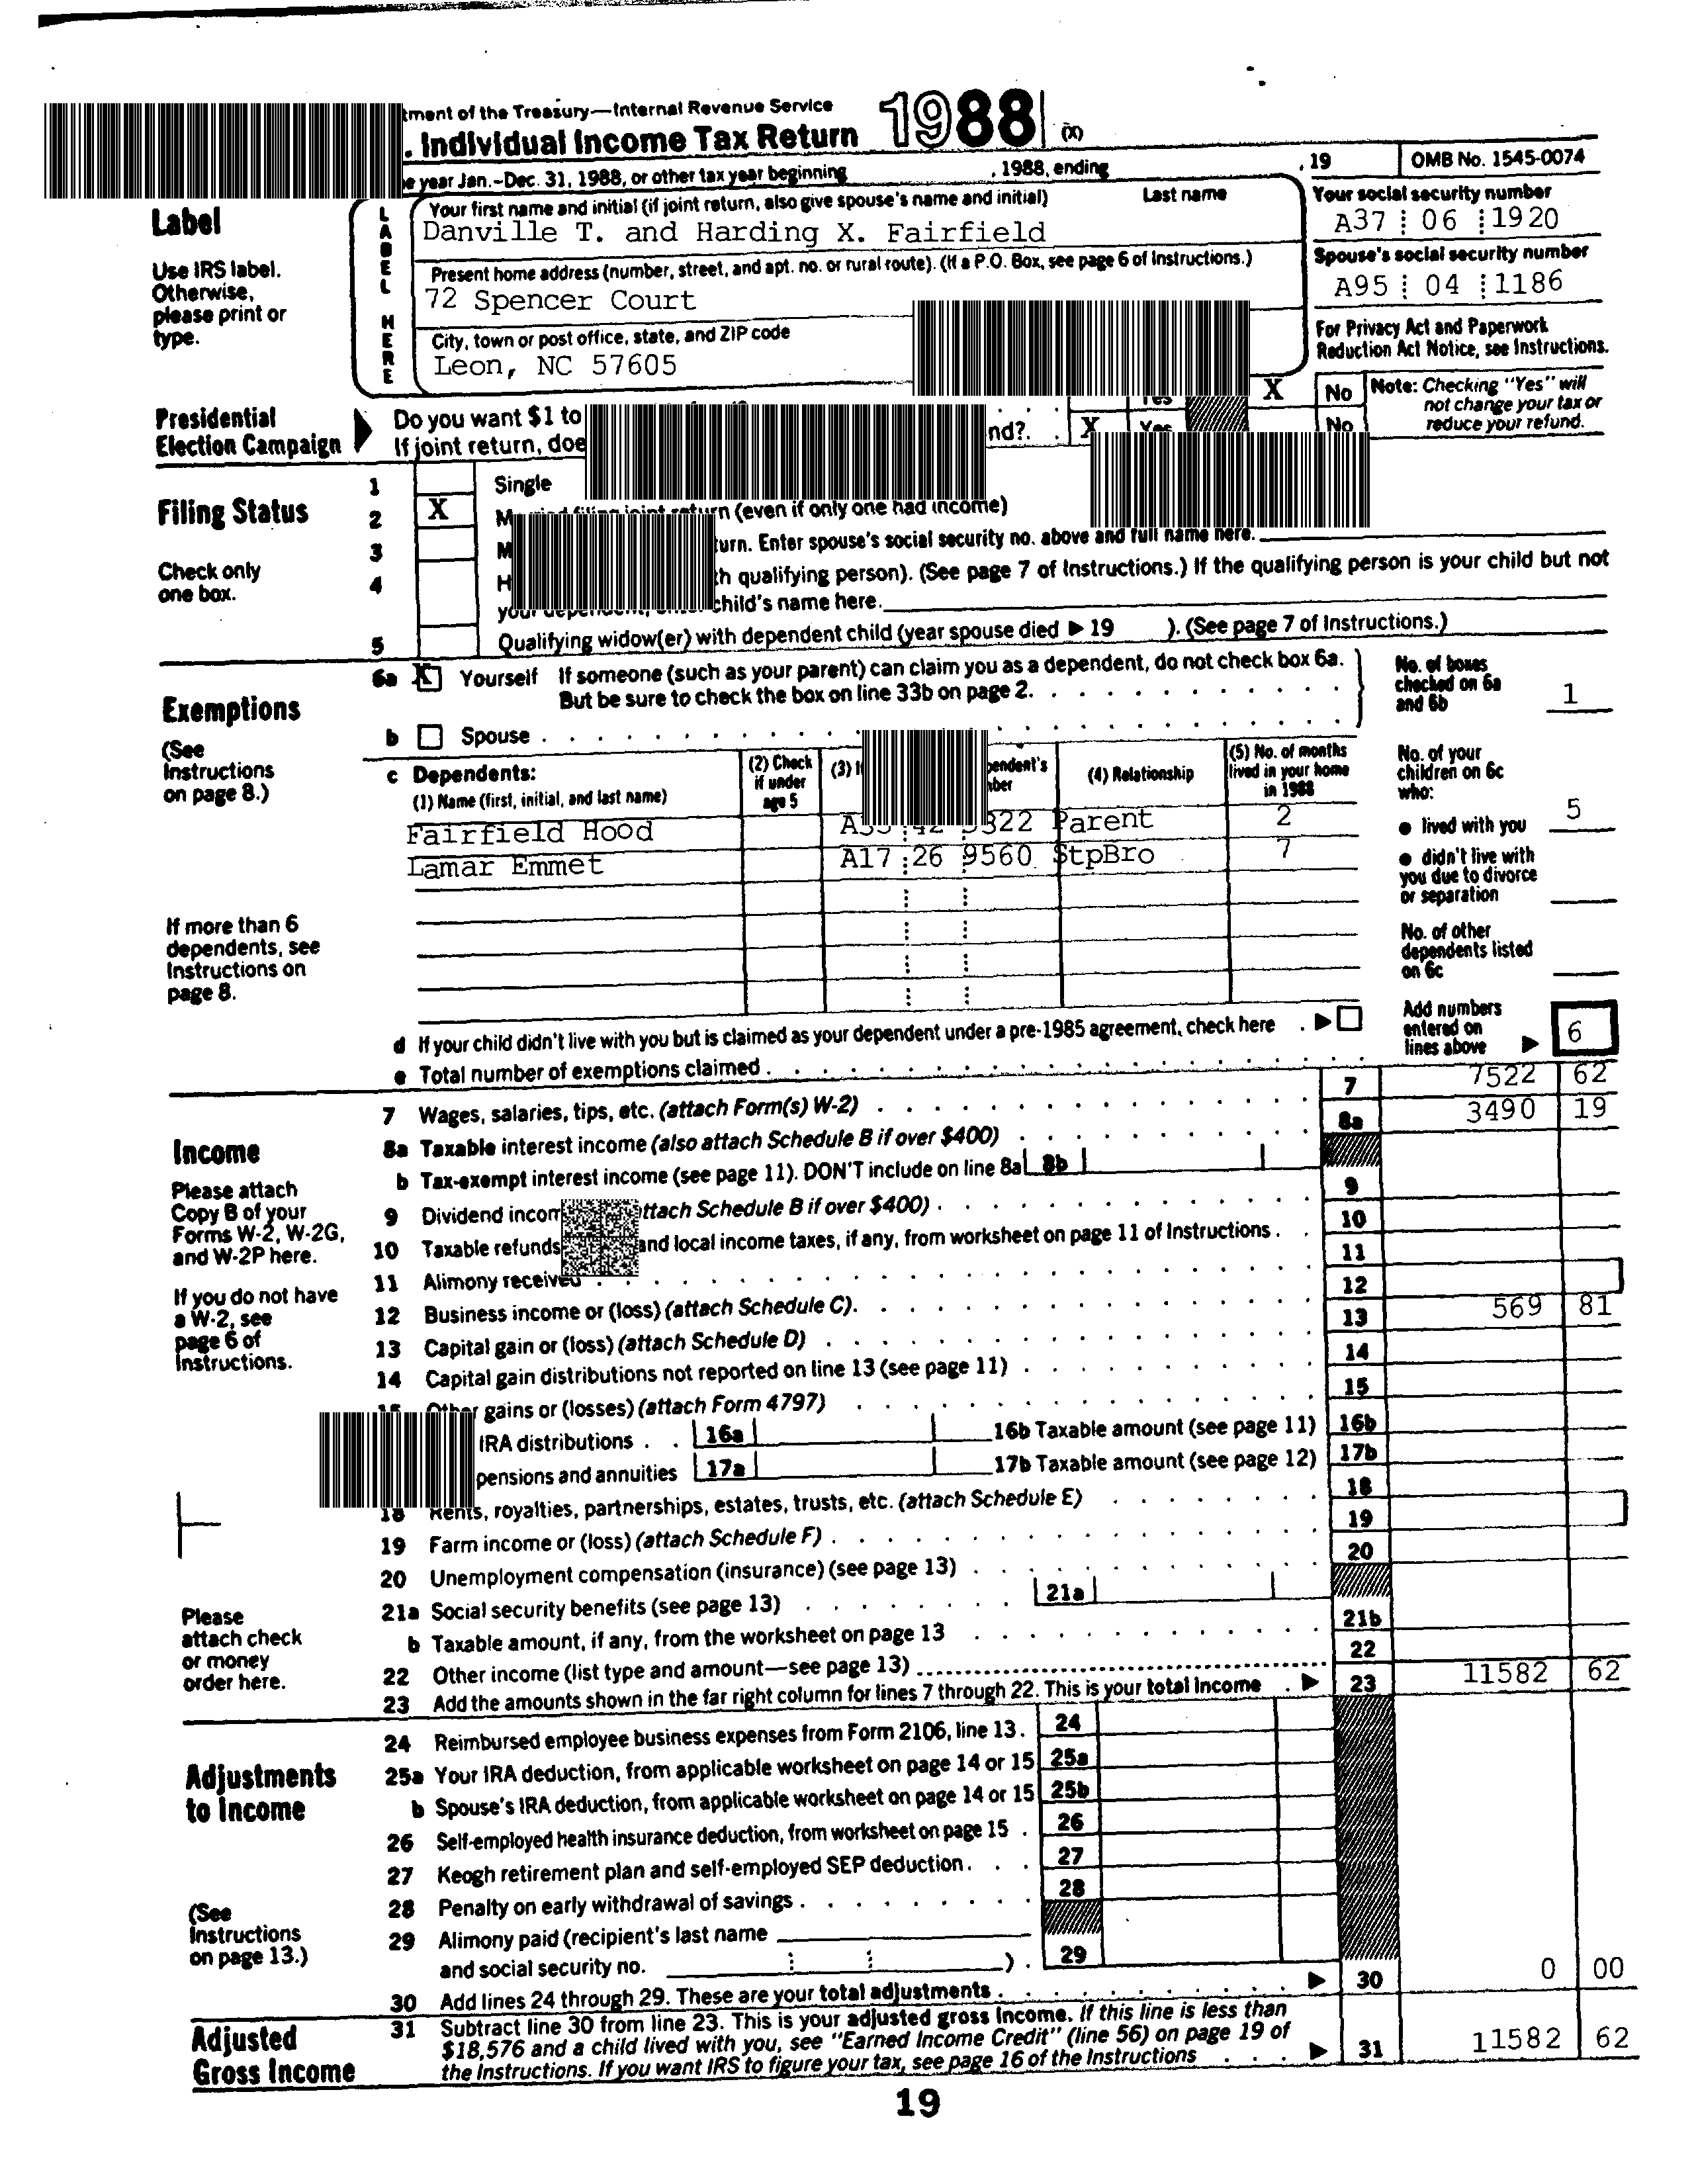 tment of the Treasury—Internal Revenue Service
. Individual Income Tax Return 1988 (X)
e year Jan.-Dec. 31, 1988, or other tax year beginning , 1988, ending , 19 OMB No. 1545-0074
Label
Use IRS label.
Otherwise,
please print or
type.
LABEL HERE
Your first name and initial (if joint return, also give spouse's name and initial) Last name
Danville T. and Harding X. Fairfield
Present home address (number, street, and apt. no. or rural route). (If a P.O. Box, see page 6 of Instructions.)
72 Spencer Court
City, town or post office, state, and ZIP code
Leon, NC 57605
Your social security number
A37 06 1920
Spouse's social security number
A95 04 1186
For Privacy Act and Paperwork
Reduction Act Notice, see Instructions.
Presidential
Election Campaign
Do you want $1 to Yes X No
If joint return, doe nd? . X Yes No
Note: Checking "Yes" will
not change your tax or
reduce your refund.
Filing Status
Check only
one box.
1 Single
2 X Married filing joint return (even if only one had income)
3 M turn. Enter spouse's social security no. above and full name here.
4 H th qualifying person). (See page 7 of Instructions.) If the qualifying person is your child but not
your dependent, enter child's name here.
5 Qualifying widow(er) with dependent child (year spouse died ▶ 19 ). (See page 7 of Instructions.)
Exemptions
(See
Instructions
on page 8.)
6a X Yourself If someone (such as your parent) can claim you as a dependent, do not check box 6a.
But be sure to check the box on line 33b on page 2.
b Spouse
No. of boxes
checked on 6a
and 6b 1
c Dependents:
(1) Name (first, initial, and last name)
(2) Check
if under
age 5
(3) pendent's
(4) Relationship
(5) No. of months
lived in your home
in 1988
Fairfield Hood 322 Parent 2
Lamar Emmet A17 26 9560 StpBro 7
No. of your
children on 6c
who:
● lived with you 5
● didn't live with
you due to divorce
or separation
No. of other
dependents listed
on 6c
If more than 6
dependents, see
Instructions on
page 8.
d If your child didn't live with you but is claimed as your dependent under a pre-1985 agreement, check here . ▶
e Total number of exemptions claimed
Add numbers
entered on
lines above ▶ 6
Income
Please attach
Copy B of your
Forms W-2, W-2G,
and W-2P here.
If you do not have
a W-2, see
page 6 of
Instructions.
7 Wages, salaries, tips, etc. (attach Form(s) W-2) 7 7522 62
8a Taxable interest income (also attach Schedule B if over $400) 8a 3490 19
b Tax-exempt interest income (see page 11). DON'T include on line 8a 8b
9 Dividend incom ttach Schedule B if over $400) 9
10 Taxable refunds and local income taxes, if any, from worksheet on page 11 of Instructions 10
11 Alimony received 11
12 Business income or (loss) (attach Schedule C) 12
13 Capital gain or (loss) (attach Schedule D) 13 569 81
14 Capital gain distributions not reported on line 13 (see page 11) 14
15 Other gains or (losses) (attach Form 4797) 15
IRA distributions 16a 16b Taxable amount (see page 11) 16b
pensions and annuities 17a 17b Taxable amount (see page 12) 17b
18 Rents, royalties, partnerships, estates, trusts, etc. (attach Schedule E) 18
19 Farm income or (loss) (attach Schedule F) 19
20 Unemployment compensation (insurance) (see page 13) 20
21a Social security benefits (see page 13) 21a
b Taxable amount, if any, from the worksheet on page 13 21b
22 Other income (list type and amount—see page 13) 22
23 Add the amounts shown in the far right column for lines 7 through 22. This is your total income ▶ 23 11582 62
Please
attach check
or money
order here.
Adjustments
to Income
(See
Instructions
on page 13.)
24 Reimbursed employee business expenses from Form 2106, line 13 24
25a Your IRA deduction, from applicable worksheet on page 14 or 15 25a
b Spouse's IRA deduction, from applicable worksheet on page 14 or 15 25b
26 Self-employed health insurance deduction, from worksheet on page 15 26
27 Keogh retirement plan and self-employed SEP deduction 27
28 Penalty on early withdrawal of savings 28
29 Alimony paid (recipient's last name
and social security no. ) 29
30 Add lines 24 through 29. These are your total adjustments ▶ 30 0 00
Adjusted
Gross Income
31 Subtract line 30 from line 23. This is your adjusted gross income. If this line is less than
$18,576 and a child lived with you, see "Earned Income Credit" (line 56) on page 19 of
the Instructions. If you want IRS to figure your tax, see page 16 of the Instructions ▶ 31 11582 62
19